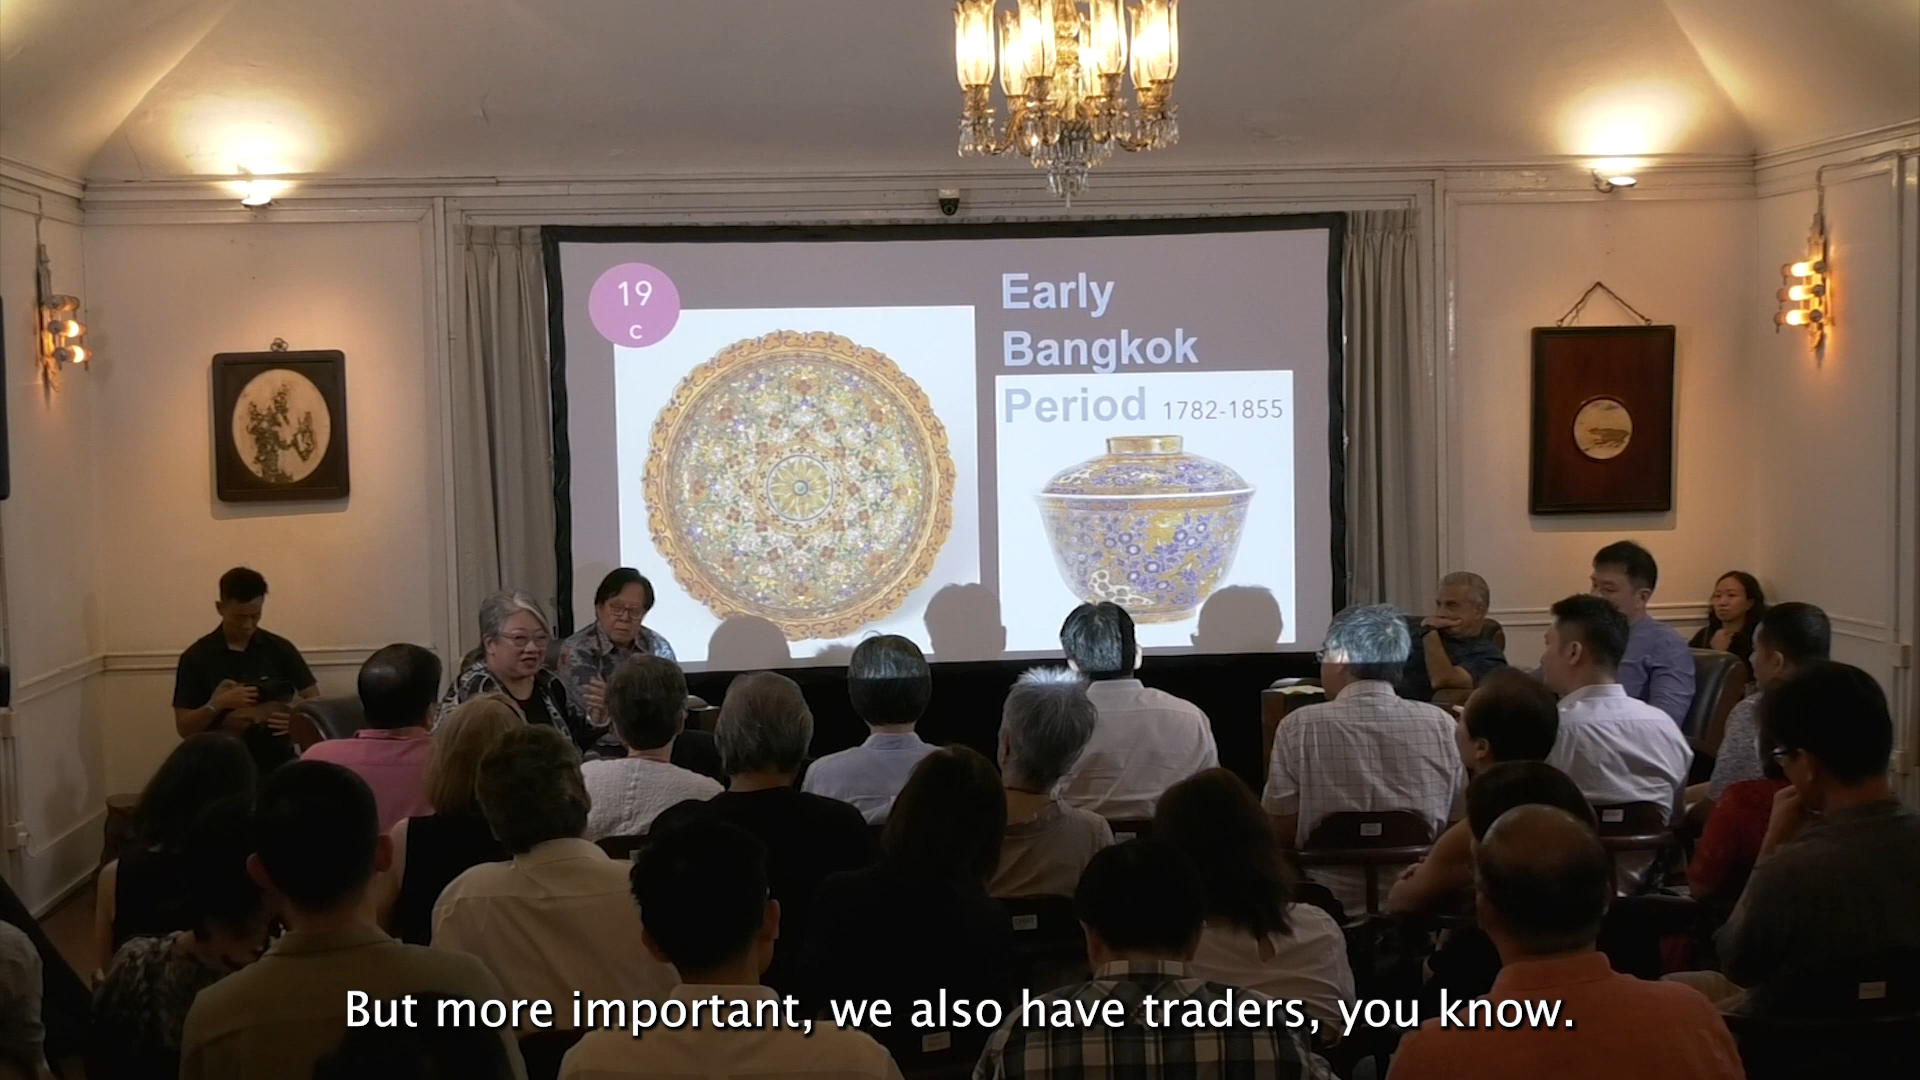 19
c
Early
Bangkok
Period 1782-1855
But more important, we also have traders, you know.